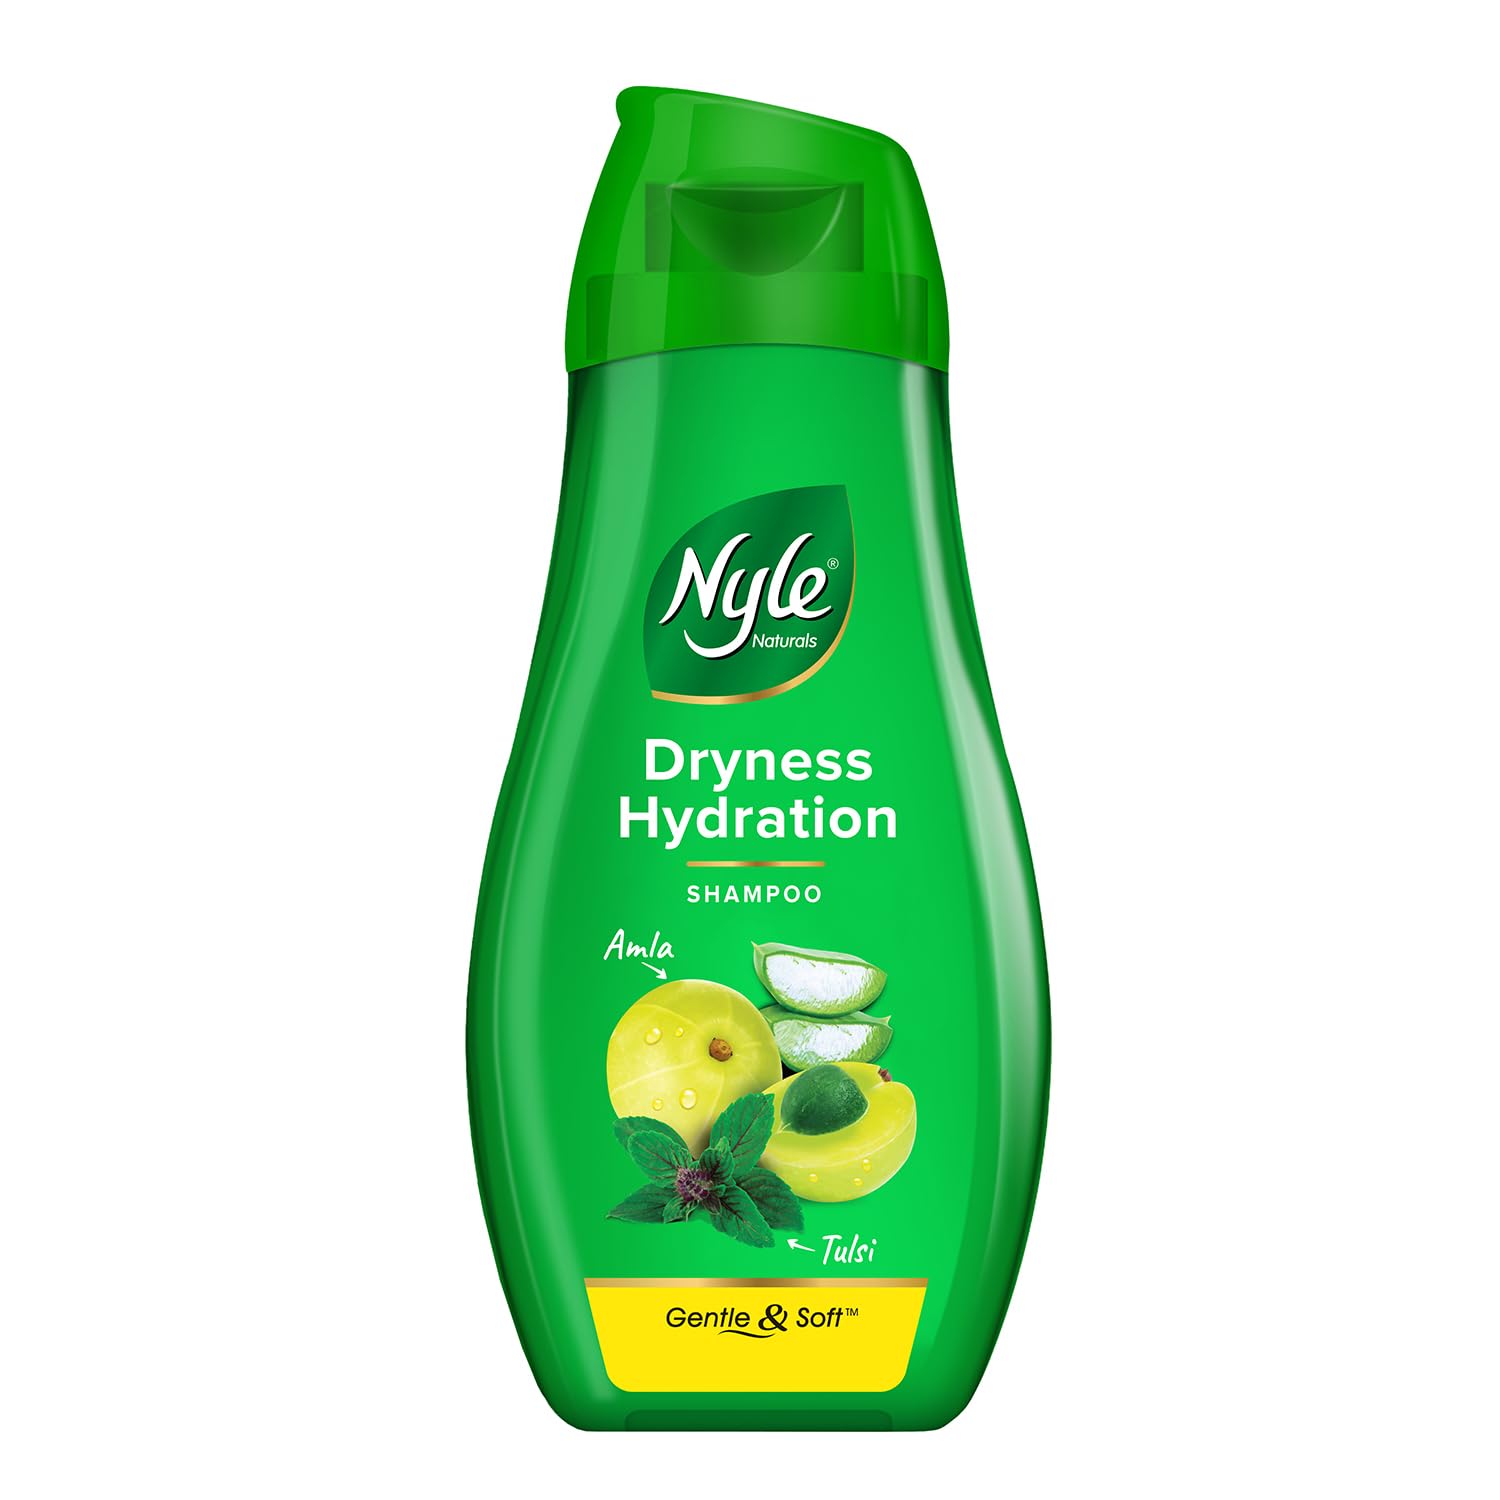 Nyle®
Naturals
Dryness
Hydration
SHAMPOO
Amla
Tulsi
Gentle & Soft™